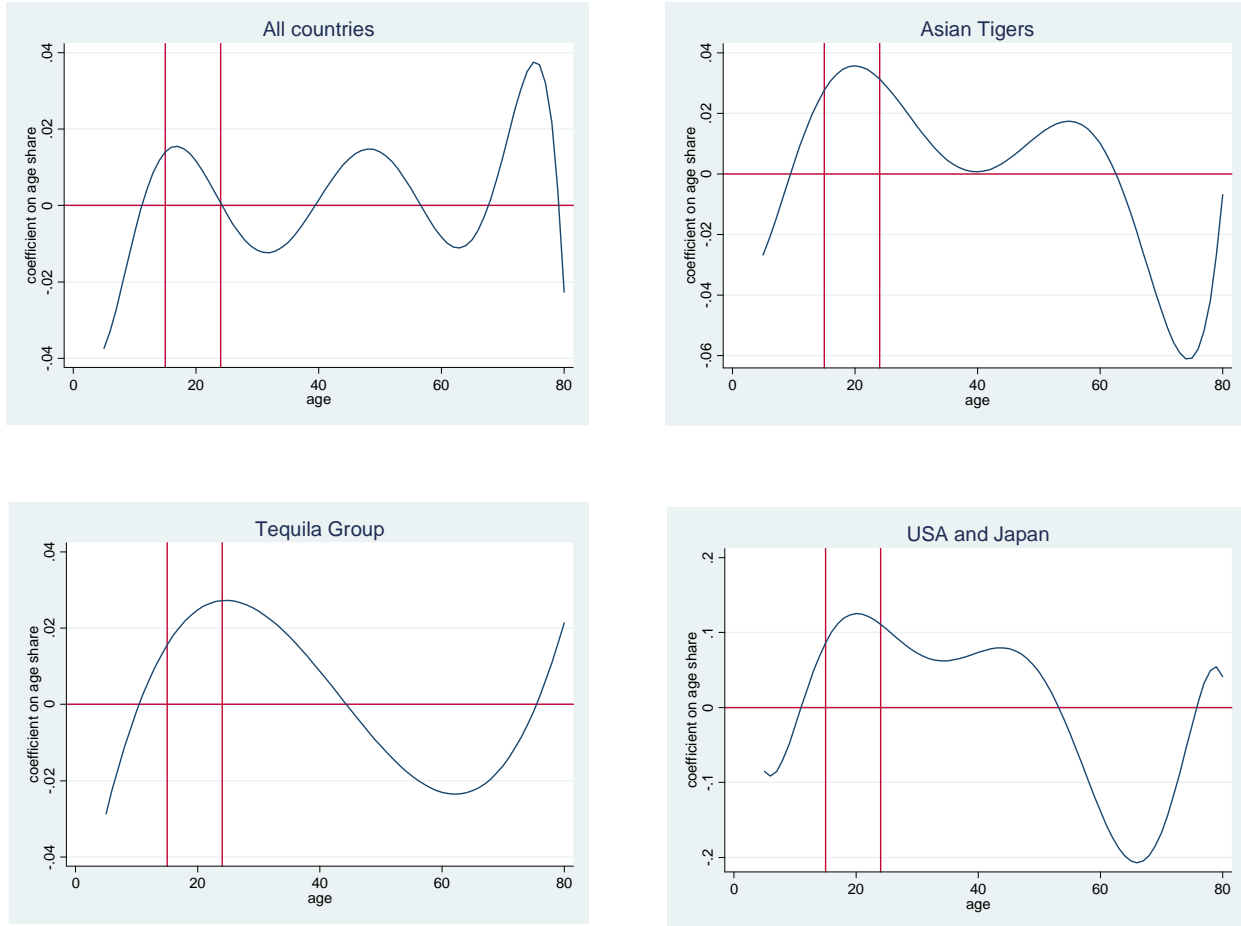 All countries
coefficient on age share
.04
.02
0
-.02
-.04
0 20 40 60 80
age
Asian Tigers
coefficient on age share
.04
.02
0
-.02
-.04
-.06
0 20 40 60 80
age
Tequila Group
coefficient on age share
.04
.02
0
-.02
-.04
0 20 40 60 80
age
USA and Japan
coefficient on age share
.2
.1
0
-.1
-.2
0 20 40 60 80
age